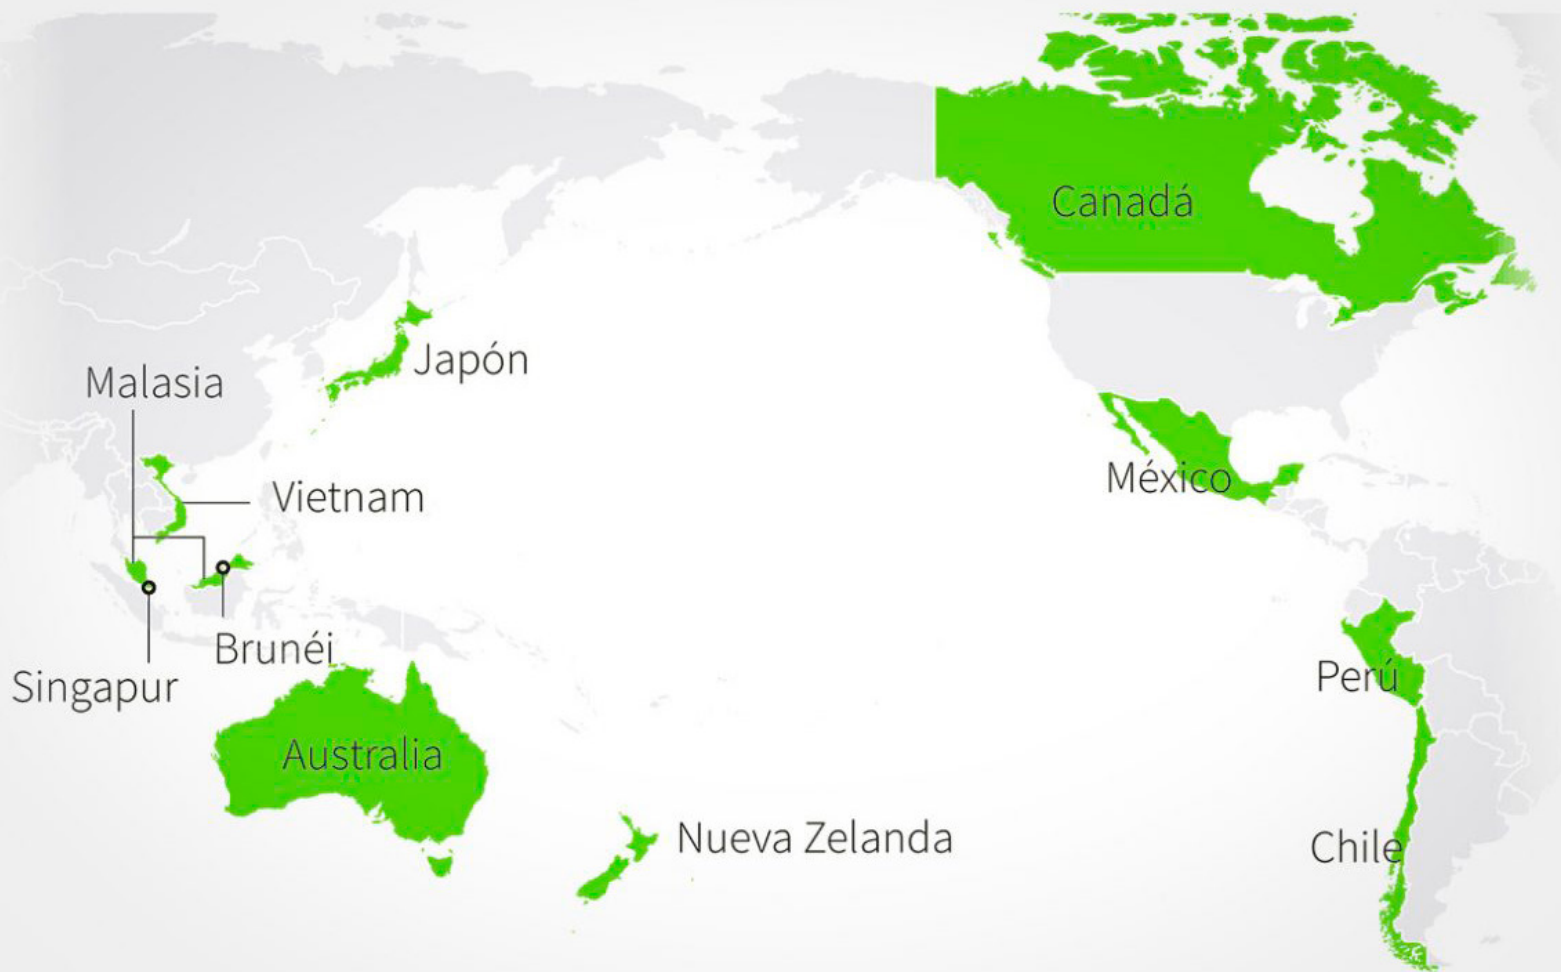 Canadá
Japón
Malasia
México
Vietnam
Brunéi
Perú
Singapur
Australia
Nueva Zelanda
Chile